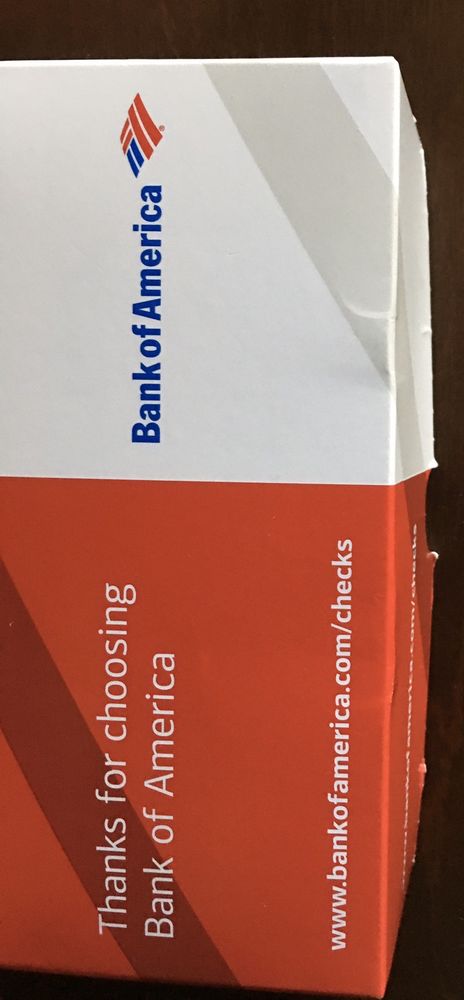 Bank of America
Thanks for choosing
Bank of America
www.bankofamerica.com/checks